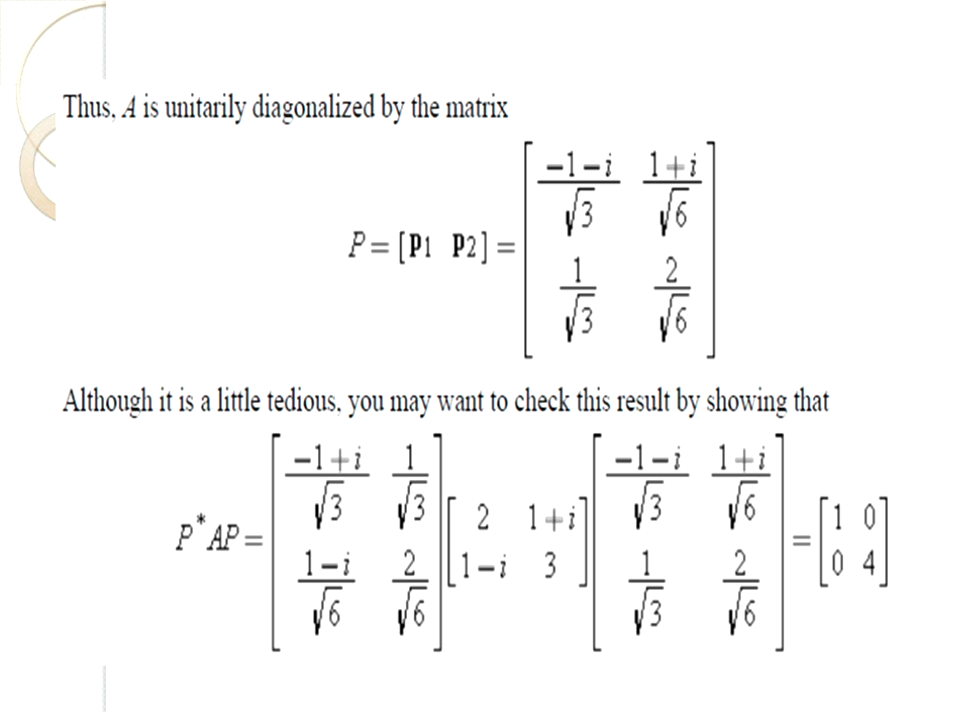 Thus, A is unitarily diagonalized by the matrix
P = [P1 P2] = [ (−1−i)/√3 (1+i)/√6 ; 1/√3 2/√6 ]
Although it is a little tedious, you may want to check this result by showing that
P*AP = [ (−1+i)/√3 1/√3 ; (1−i)/√6 2/√6 ] [ 2 1+i ; 1−i 3 ] [ (−1−i)/√3 (1+i)/√6 ; 1/√3 2/√6 ] = [ 1 0 ; 0 4 ]